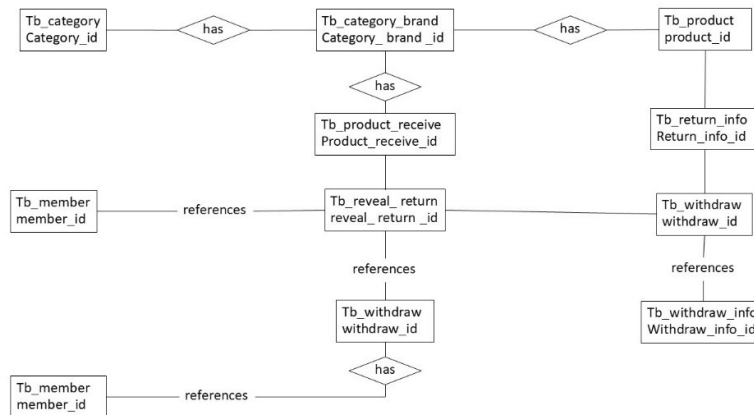 Tb_category
Category_id
has
Tb_category_brand
Category_ brand _id
has
Tb_product
product_id
has
Tb_product_receive
Product_receive_id
Tb_return_info
Return_info_id
Tb_member
member_id
references
Tb_reveal_ return
reveal_ return _id
Tb_withdraw
withdraw_id
references
references
Tb_withdraw
withdraw_id
Tb_withdraw_info
Withdraw_info_id
has
Tb_member
member_id
references